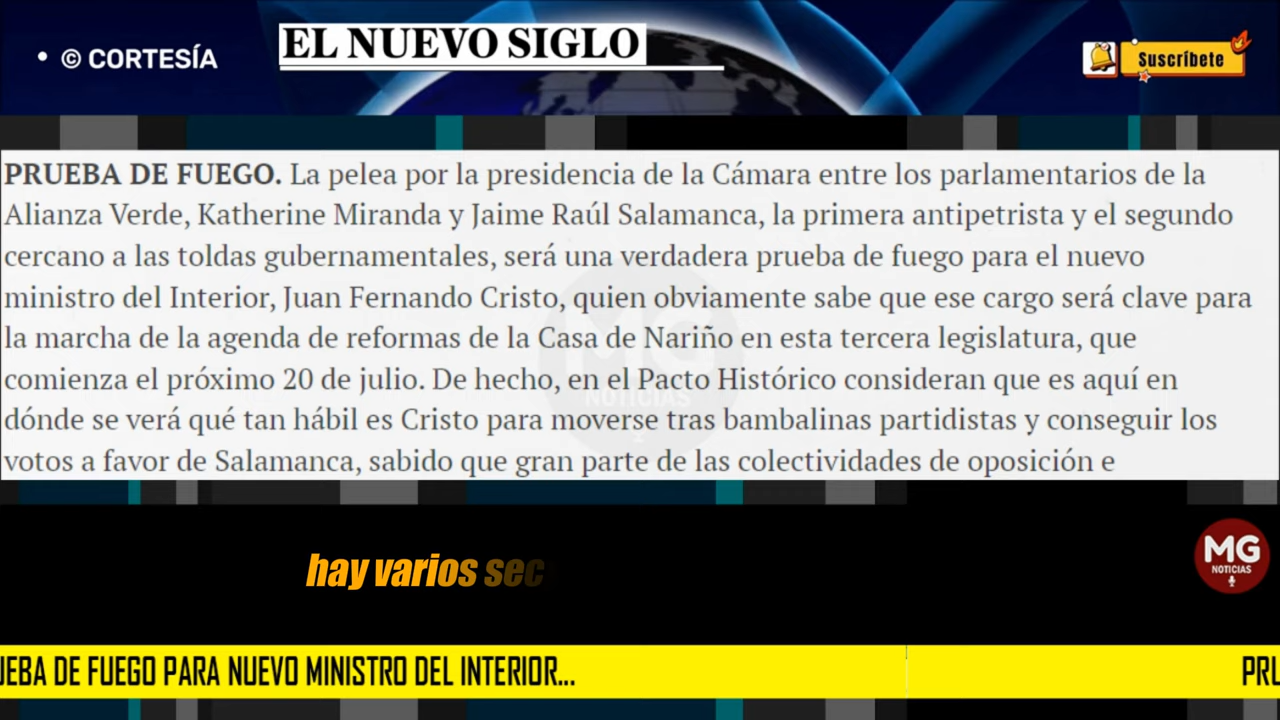 • © CORTESÍA
EL NUEVO SIGLO
Suscríbete
PRUEBA DE FUEGO. La pelea por la presidencia de la Cámara entre los parlamentarios de la
Alianza Verde, Katherine Miranda y Jaime Raúl Salamanca, la primera antipetrista y el segundo
cercano a las toldas gubernamentales, será una verdadera prueba de fuego para el nuevo
ministro del Interior, Juan Fernando Cristo, quien obviamente sabe que ese cargo será clave para
la marcha de la agenda de reformas de la Casa de Nariño en esta tercera legislatura, que
comienza el próximo 20 de julio. De hecho, en el Pacto Histórico consideran que es aquí en
dónde se verá qué tan hábil es Cristo para moverse tras bambalinas partidistas y conseguir los
votos a favor de Salamanca, sabido que gran parte de las colectividades de oposición e
MG
NOTICIAS
hay varios sec
MG
NOTICIAS
UEBA DE FUEGO PARA NUEVO MINISTRO DEL INTERIOR...
PRU